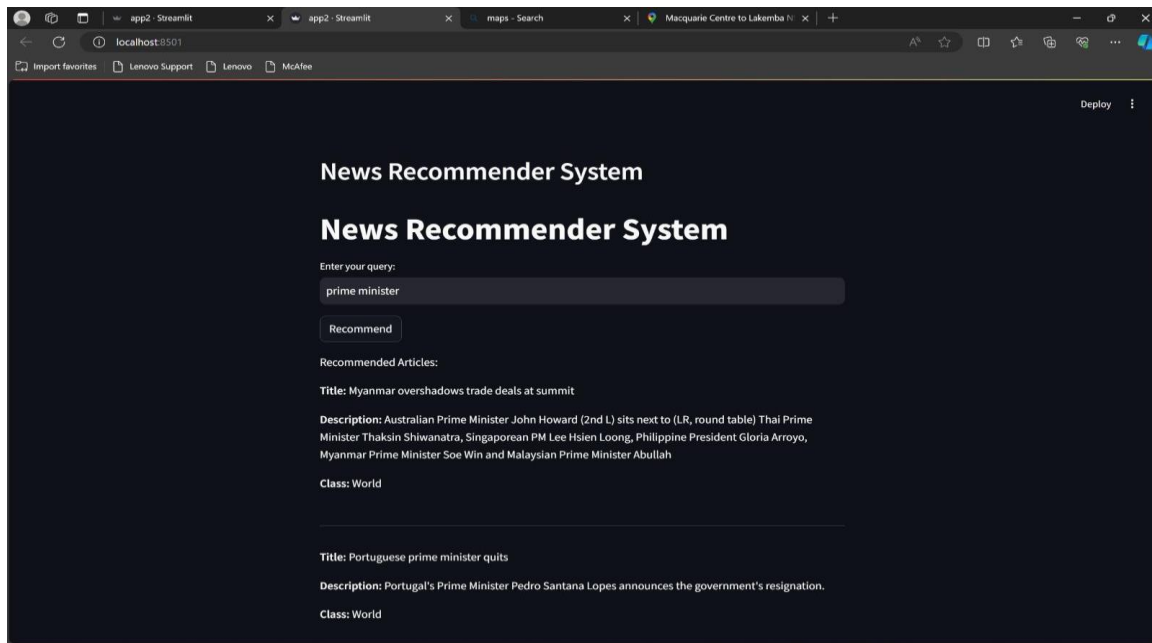 app2 · Streamlit
app2 · Streamlit
maps - Search
Macquarie Centre to Lakemba
localhost:8501
Import favorites
Lenovo Support
Lenovo
McAfee
Deploy
News Recommender System
News Recommender System
Enter your query:
prime minister
Recommend
Recommended Articles:
Title: Myanmar overshadows trade deals at summit
Description: Australian Prime Minister John Howard (2nd L) sits next to (LR, round table) Thai Prime
Minister Thaksin Shiwanatra, Singaporean PM Lee Hsien Loong, Philippine President Gloria Arroyo,
Myanmar Prime Minister Soe Win and Malaysian Prime Minister Abullah
Class: World
Title: Portuguese prime minister quits
Description: Portugal's Prime Minister Pedro Santana Lopes announces the government's resignation.
Class: World